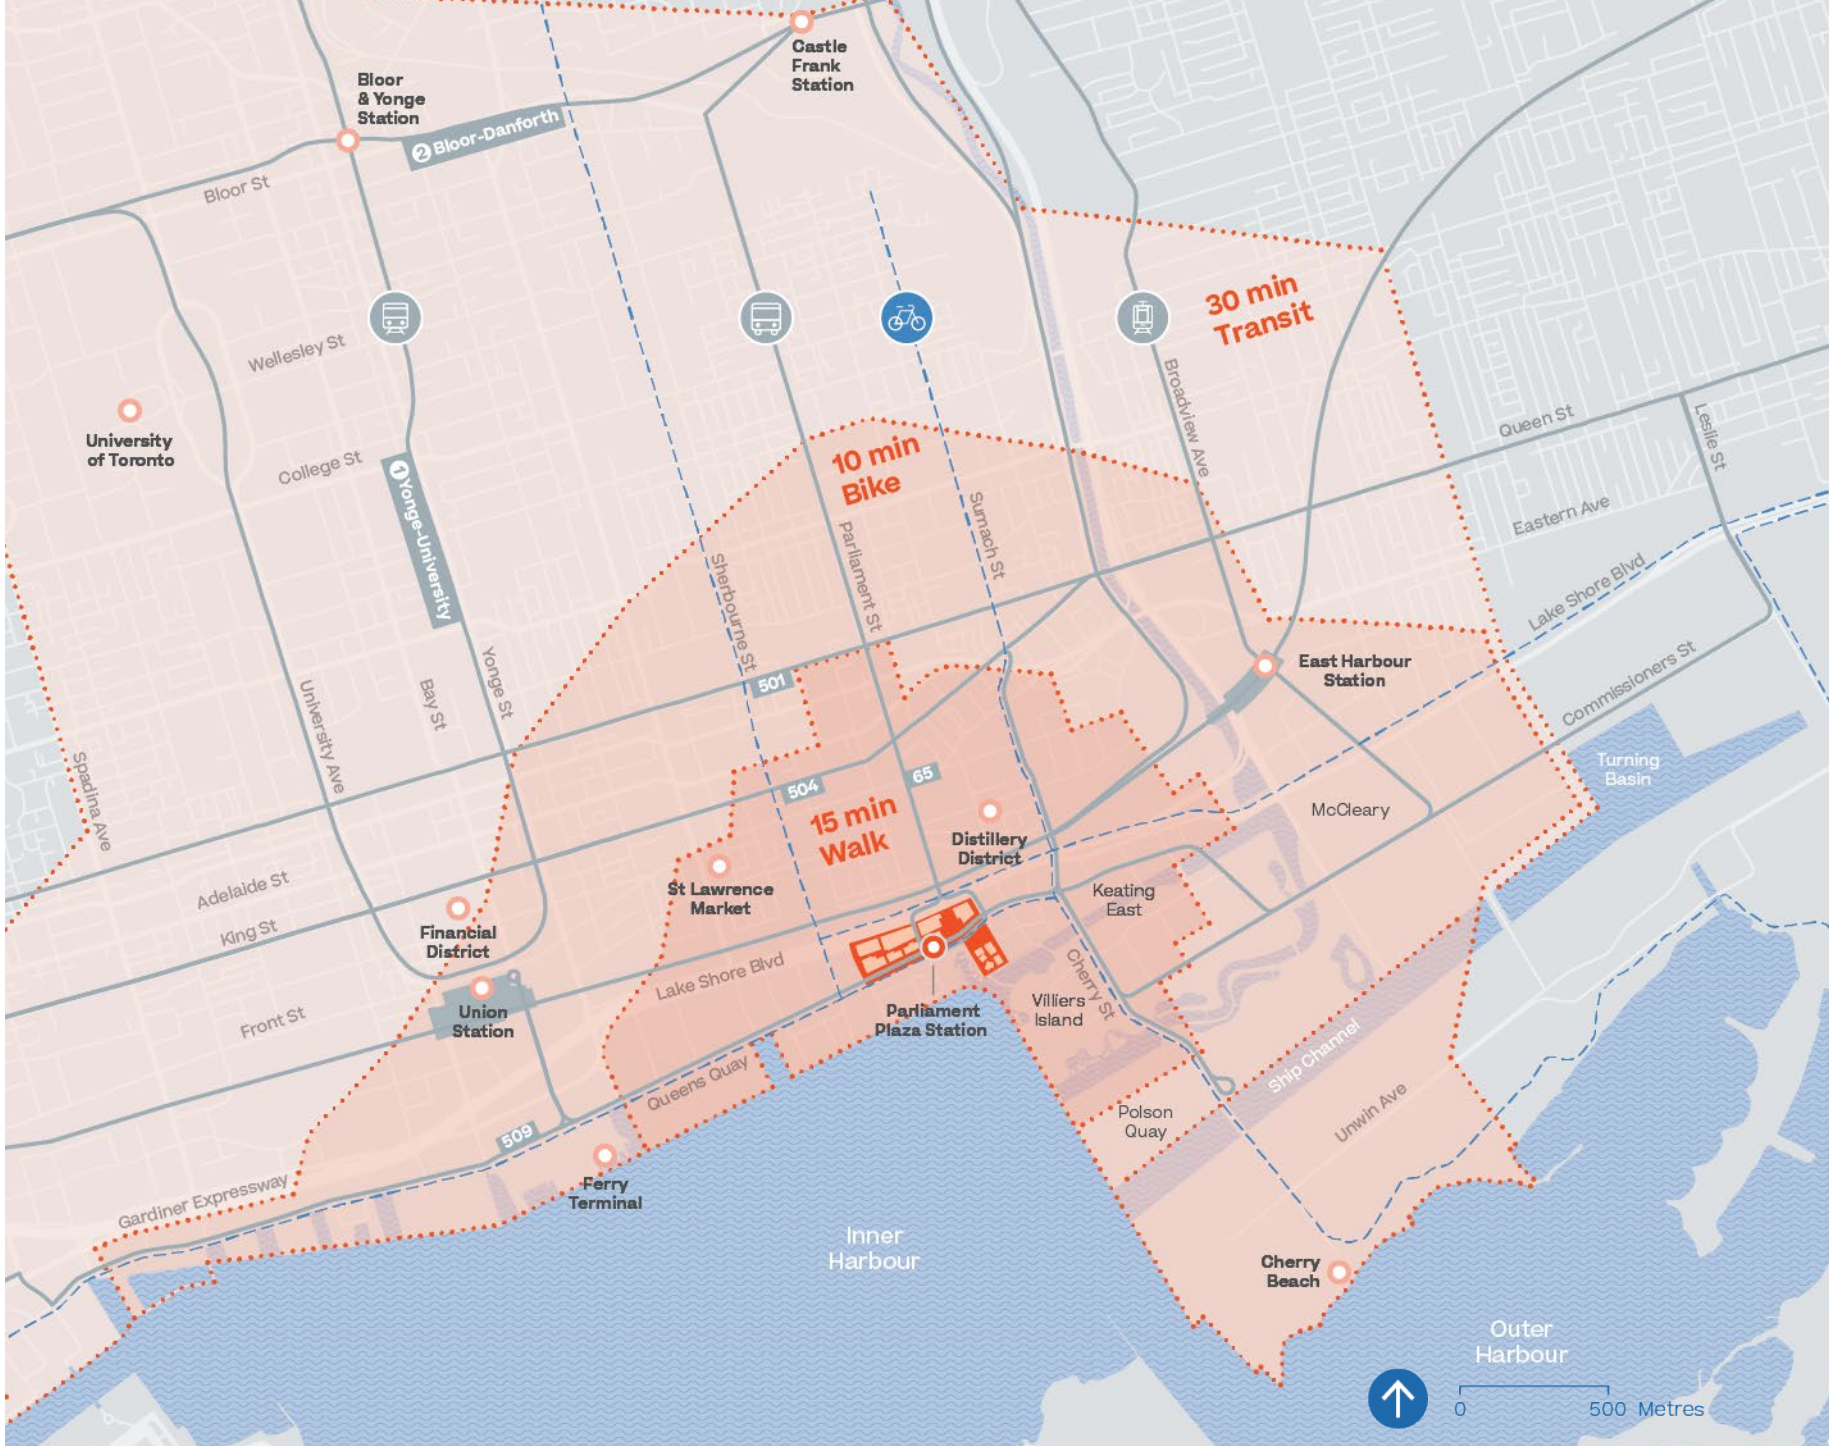 Castle
Frank
Station
Bloor
& Yonge
Station
2 Bloor-Danforth
Bloor St
30 min
Transit
Wellesley St
Broadview Ave
Queen St
Leslie St
University
of Toronto
College St
1 Yonge-University
10 min
Bike
Sumach St
Parliament St
Sherbourne St
Eastern Ave
Lake Shore Blvd
East Harbour
Station
Commissioners St
Yonge St
Bay St
University Ave
Spadina Ave
501
504
65
Turning
Basin
15 min
Walk
McCleary
Distillery
District
St Lawrence
Market
Keating
East
Adelaide St
King St
Financial
District
Lake Shore Blvd
Cherry St
Front St
Union
Station
Parliament
Plaza Station
Villiers
Island
Ship Channel
Queens Quay
Polson
Quay
Unwin Ave
509
Ferry
Terminal
Gardiner Expressway
Inner
Harbour
Cherry
Beach
Outer
Harbour
0 500 Metres